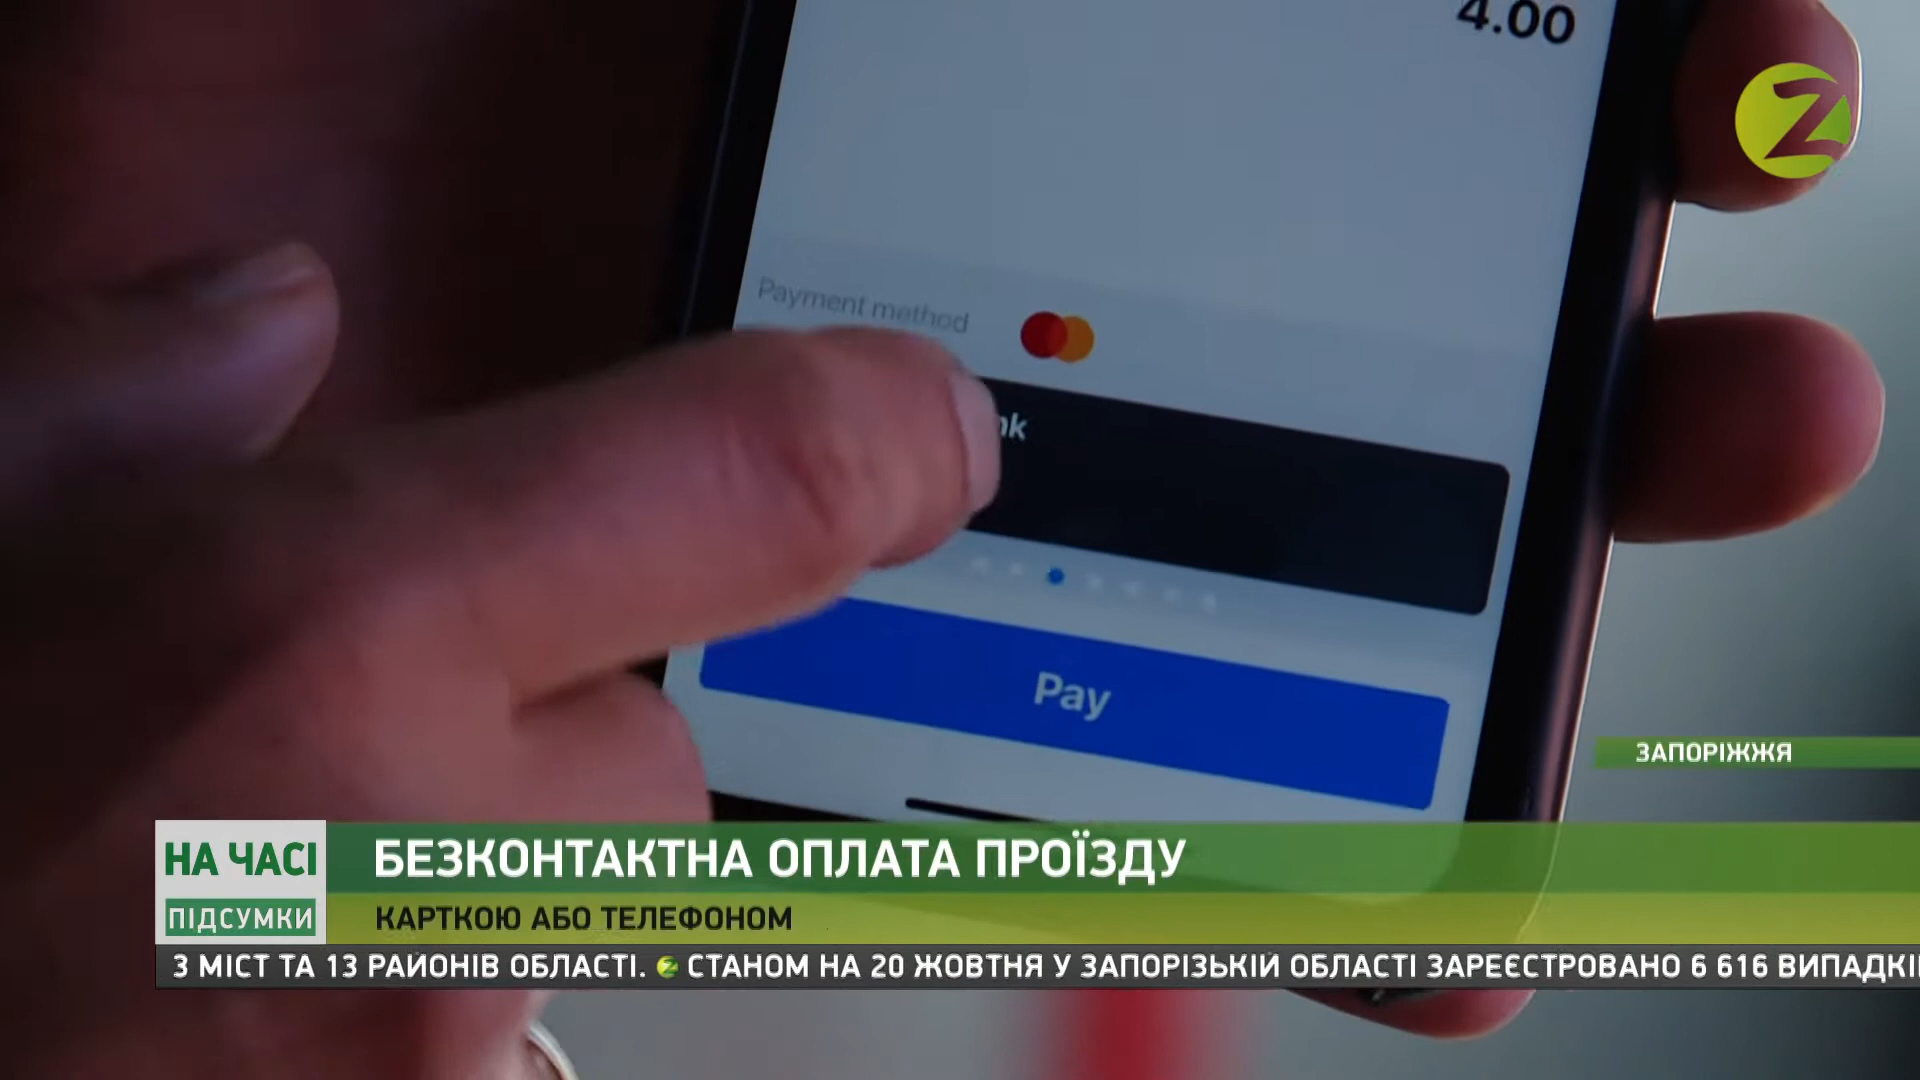 4.00
Z
Payment method
nk
Pay
ЗАПОРІЖЖЯ
НА ЧАСІ
ПІДСУМКИ
БЕЗКОНТАКТНА ОПЛАТА ПРОЇЗДУ
КАРТКОЮ АБО ТЕЛЕФОНОМ
З МІСТ ТА 13 РАЙОНІВ ОБЛАСТІ. Z СТАНОМ НА 20 ЖОВТНЯ У ЗАПОРІЗЬКІЙ ОБЛАСТІ ЗАРЕЄСТРОВАНО 6 616 ВИПАДКІ